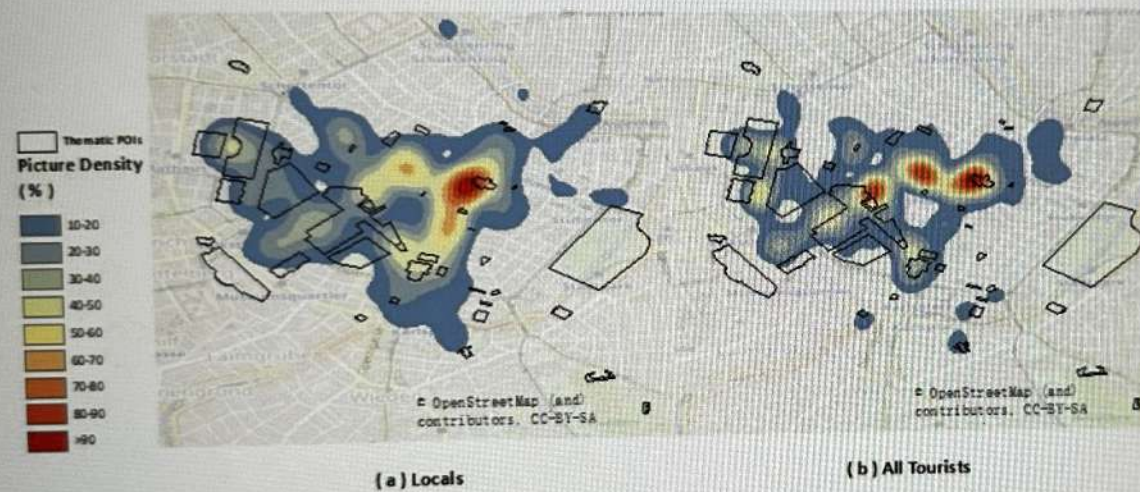 Thematic POIs
Picture Density
(%)
10-20
20-30
30-40
40-50
50-60
60-70
70-80
80-90
>90
© OpenStreetMap (and)
contributors, CC-BY-SA
© OpenStreetMap (and)
contributors, CC-BY-SA
(a) Locals
(b) All Tourists